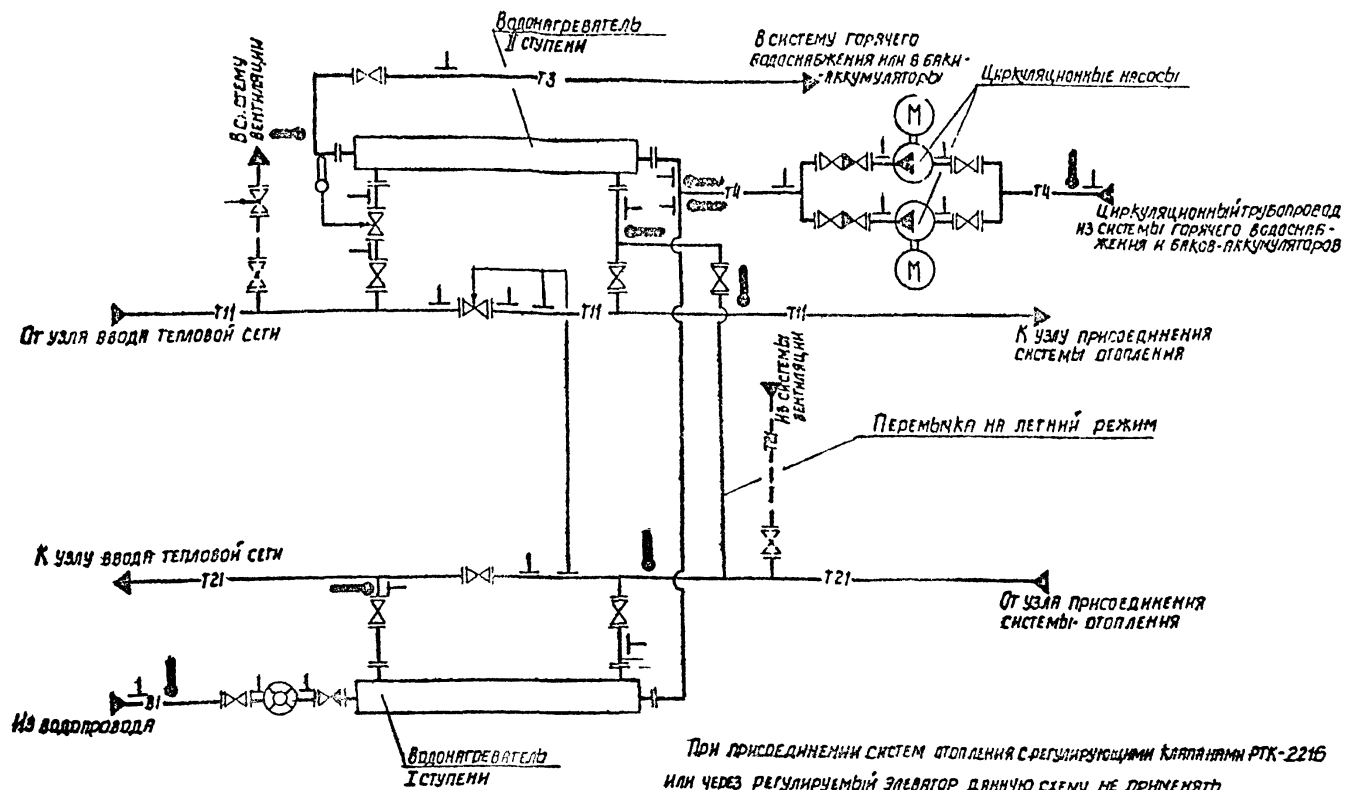 Водонагреватель
II ступени
В систему горячего
водоснабжения или в баки-
-аккумуляторы
Циркуляционные насосы
В систему
вентиляции
Т3
М
Т4
Т4
М
Циркуляционный трубопровод
из системы горячего водоснаб-
жения и баков-аккумуляторов
Т11
Т11
Т11
От узла ввода тепловой сети
К узлу присоединения
системы отопления
Из системы
вентиляции
Т21
Перемычка на летний режим
К узлу ввода тепловой сети
Т21
Т21
От узла присоединения
системы отопления
В1
Из водопровода
Водонагреватель
I ступени
При присоединении систем отопления с регулирующими клапанами РТК-2216
или через регулируемый элеватор данную схему не применять